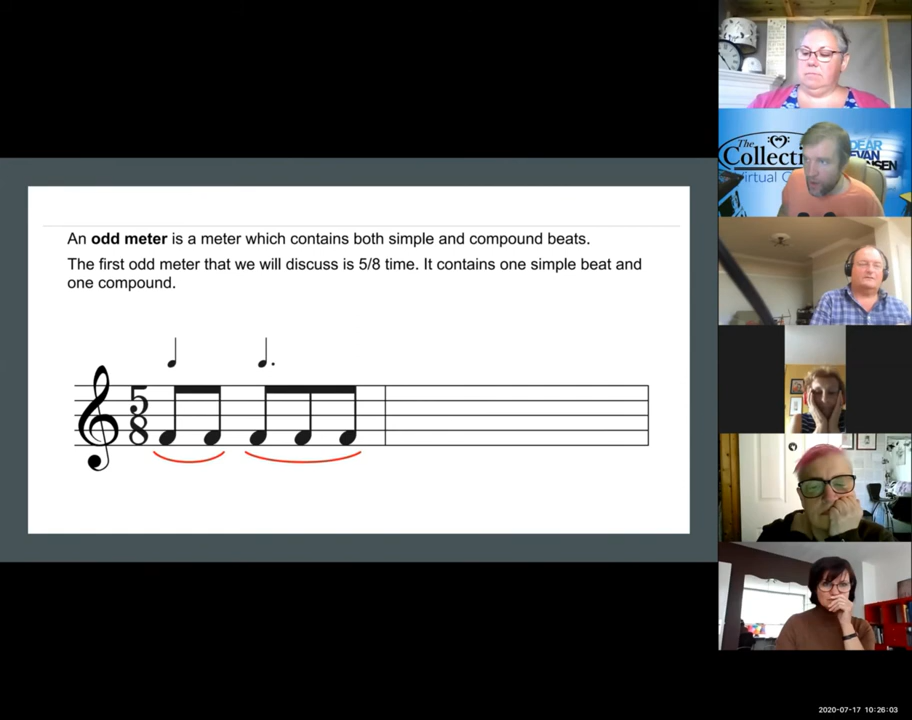 An odd meter is a meter which contains both simple and compound beats.
The first odd meter that we will discuss is 5/8 time. It contains one simple beat and
one compound.
5
8
The
Collecti
Virtual
DEAR
EVAN
2020-07-17 10:26:03